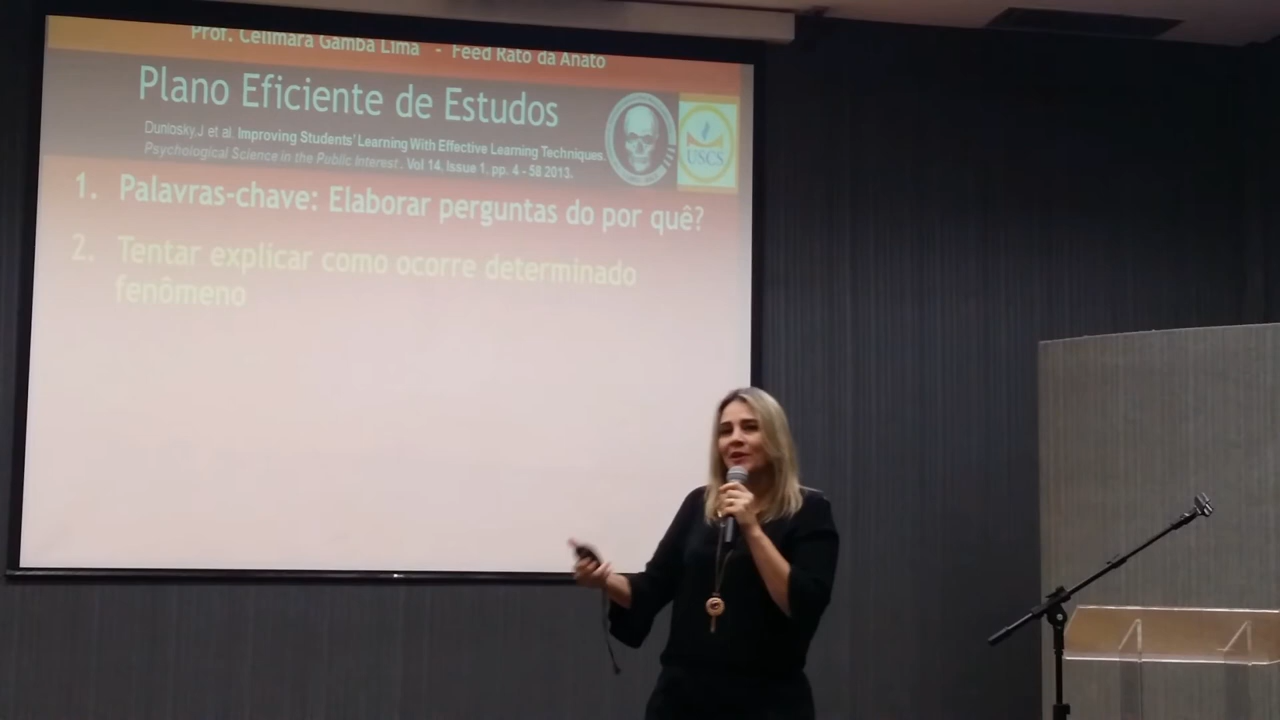 Prof. Celimara Gamba Lima - Feed Rato da Anato
Plano Eficiente de Estudos
Dunlosky.J et al. Improving Students' Learning With Effective Learning Techniques.
Psychological Science in the Public Interest. Vol 14, Issue 1, pp. 4 - 58 2013.
USCS
1. Palavras-chave: Elaborar perguntas do por quê?
2. Tentar explicar como ocorre determinado
fenômeno